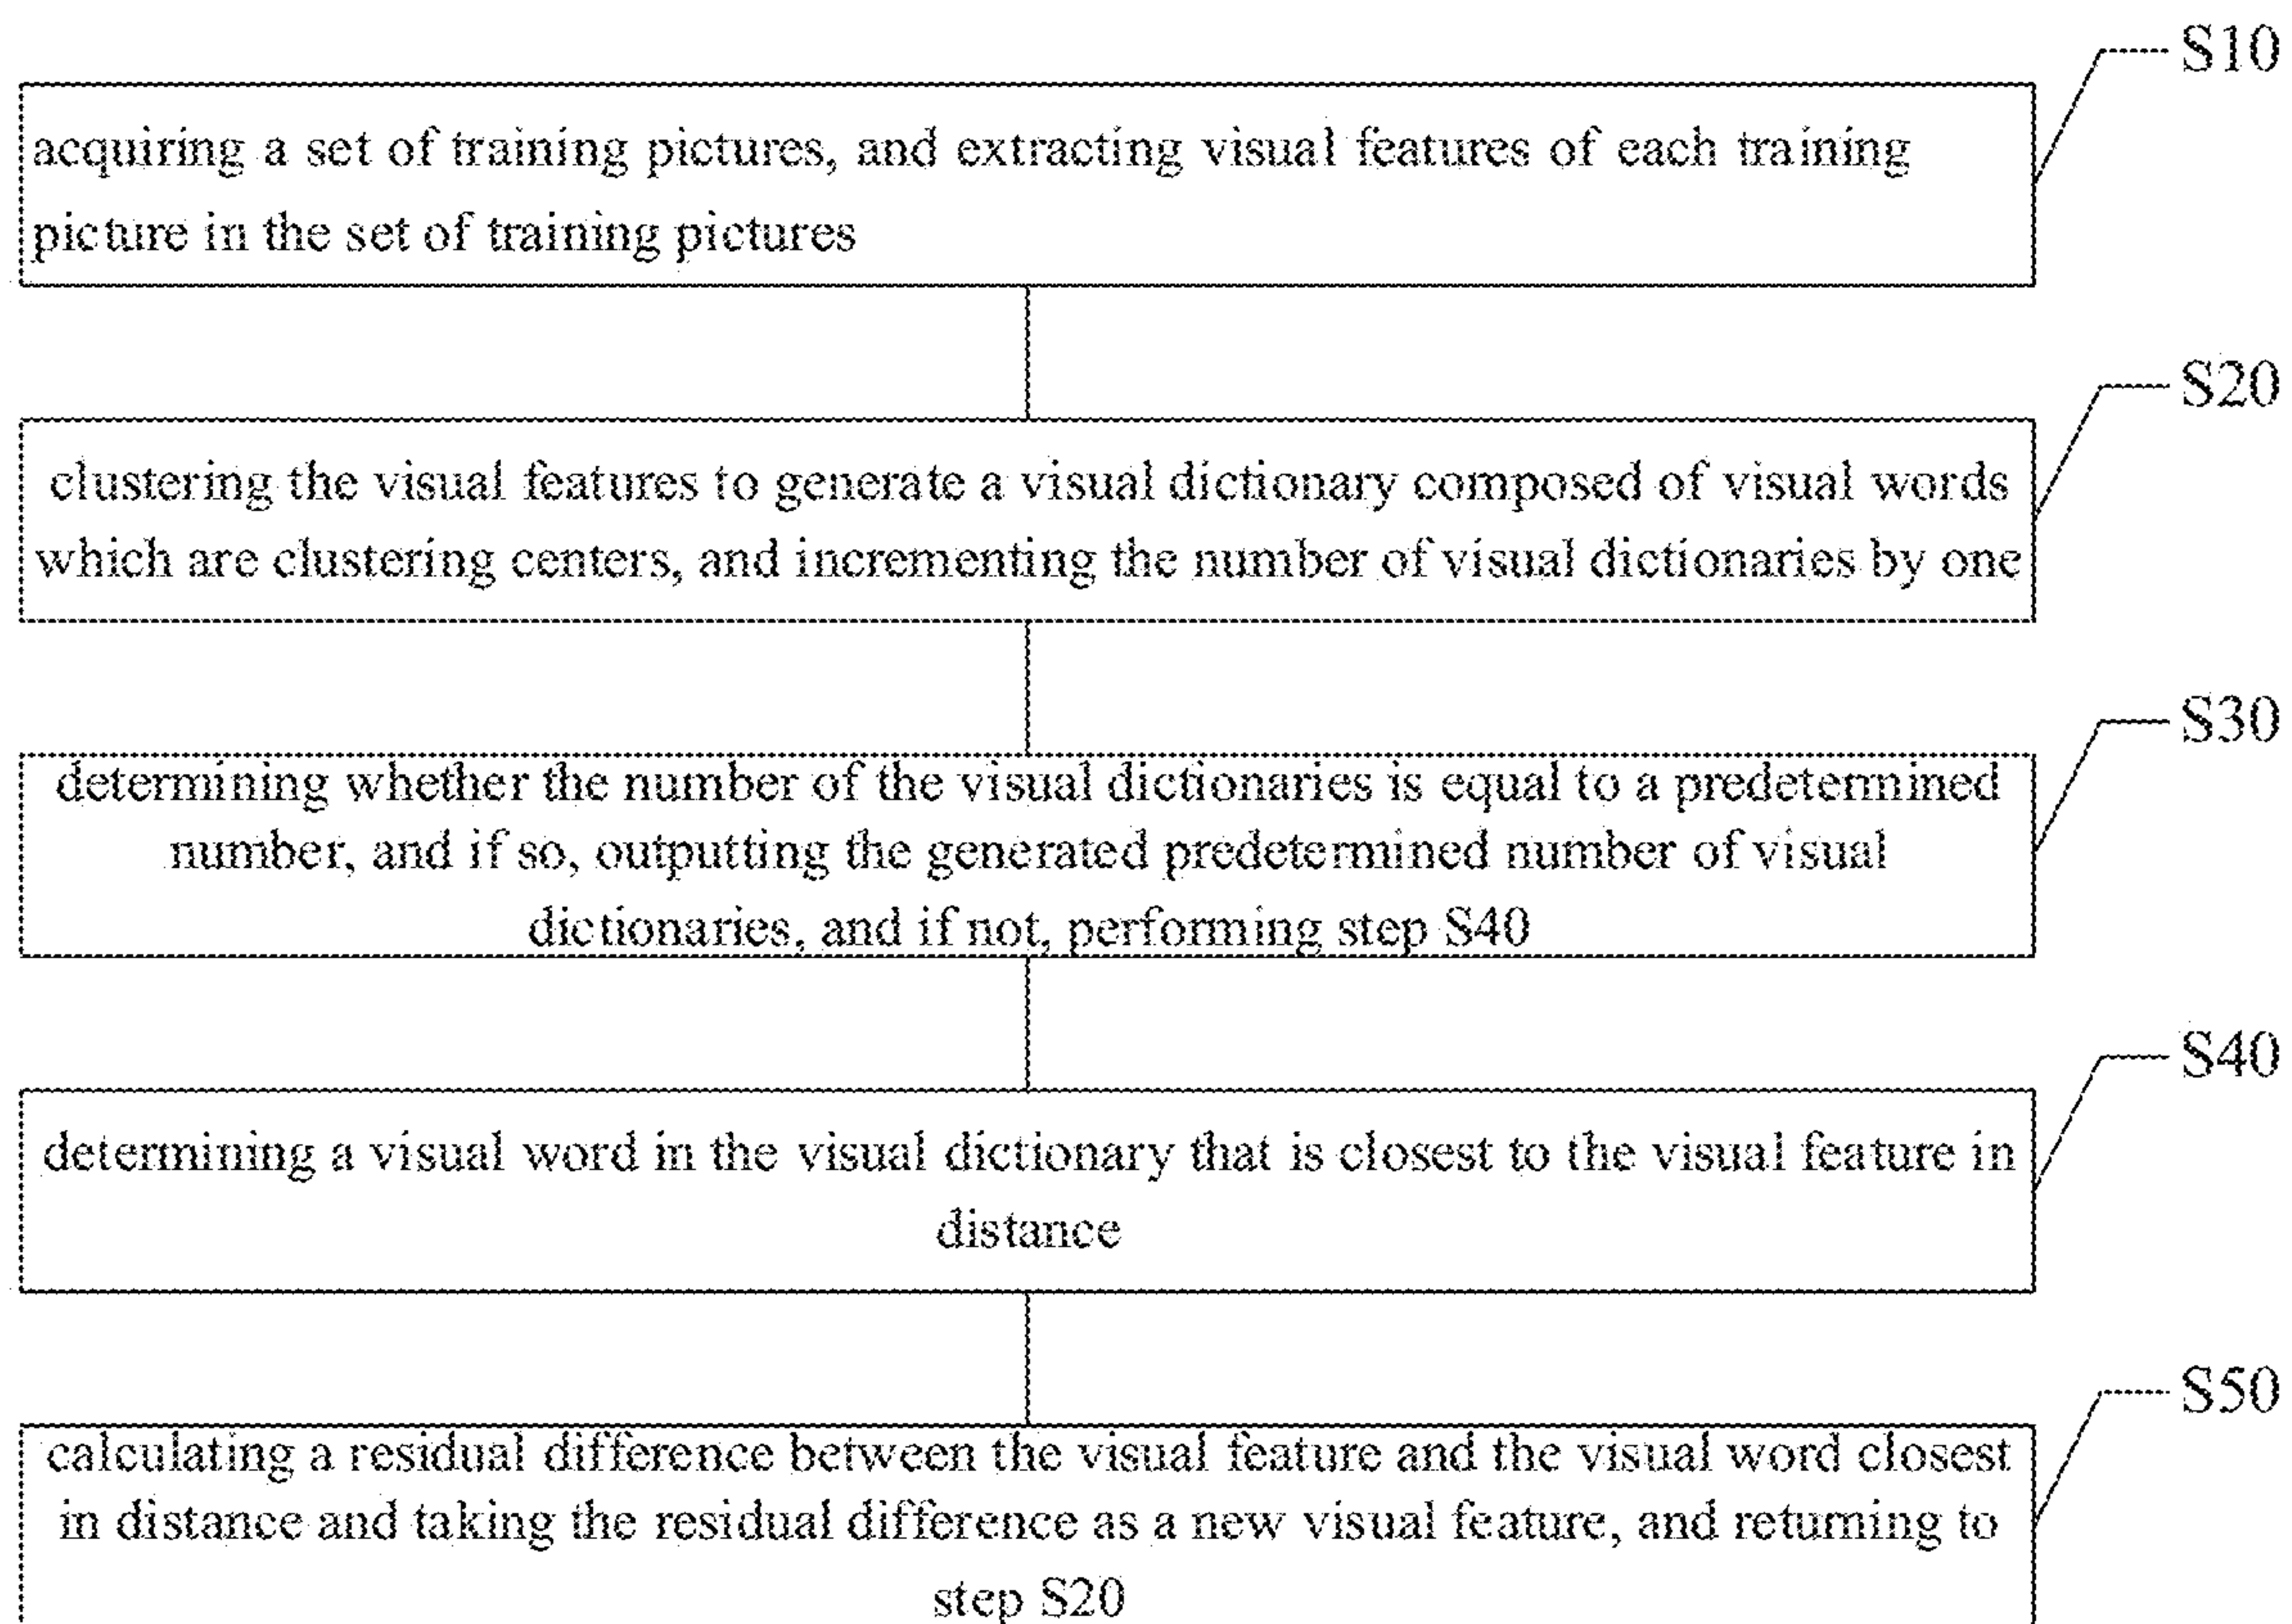 S10
acquiring a set of training pictures, and extracting visual features of each training
picture in the set of training pictures
S20
clustering the visual features to generate a visual dictionary composed of visual words
which are clustering centers, and incrementing the number of visual dictionaries by one
S30
determining whether the number of the visual dictionaries is equal to a predetermined
number, and if so, outputting the generated predetermined number of visual
dictionaries, and if not, performing step S40
S40
determining a visual word in the visual dictionary that is closest to the visual feature in
distance
S50
calculating a residual difference between the visual feature and the visual word closest
in distance and taking the residual difference as a new visual feature, and returning to
step S20